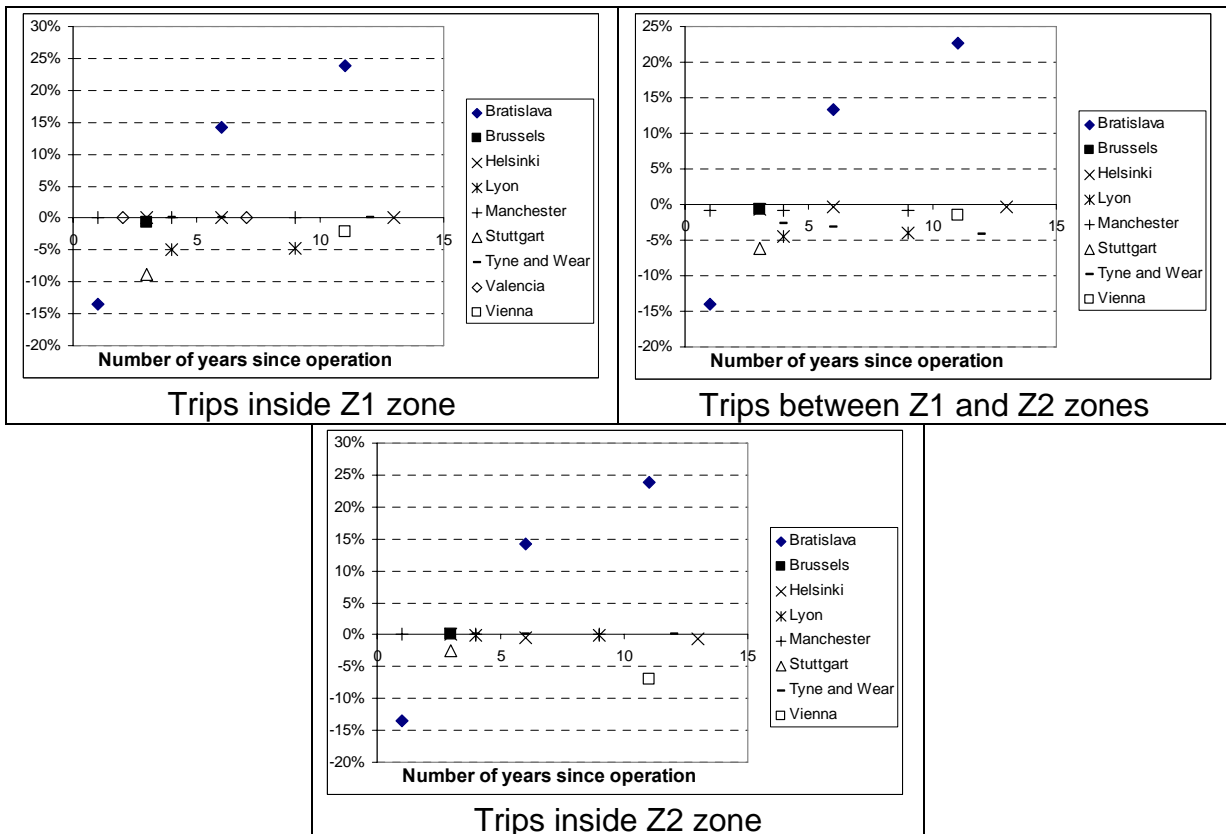 30%
25%
20%
15%
10%
5%
0%
-5%
-10%
-15%
-20%
0 5 10 15
Number of years since operation
Bratislava
Brussels
Helsinki
Lyon
Manchester
Stuttgart
Tyne and Wear
Valencia
Vienna
Trips inside Z1 zone
25%
20%
15%
10%
5%
0%
-5%
-10%
-15%
-20%
0 5 10 15
Number of years since operation
Bratislava
Brussels
Helsinki
Lyon
Manchester
Stuttgart
Tyne and Wear
Vienna
Trips between Z1 and Z2 zones
30%
25%
20%
15%
10%
5%
0%
-5%
-10%
-15%
-20%
0 5 10 15
Number of years since operation
Bratislava
Brussels
Helsinki
Lyon
Manchester
Stuttgart
Tyne and Wear
Vienna
Trips inside Z2 zone